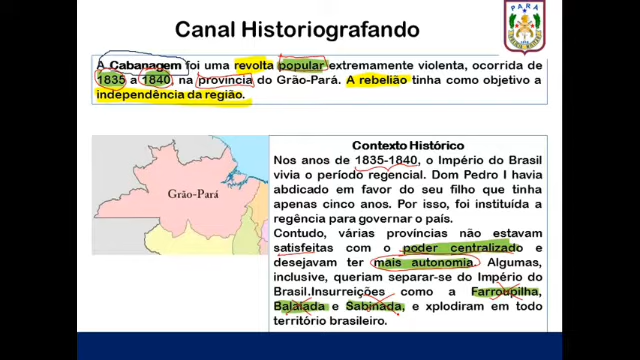 Canal Historiografando
PARÁ
A Cabanagem foi uma revolta popular extremamente violenta, ocorrida de
1835 a 1840 na província do Grão-Pará. A rebelião tinha como objetivo a
independência da região.
Grão-Pará
Contexto Histórico
Nos anos de 1835-1840, o Império do Brasil
vivia o período regencial. Dom Pedro I havia
abdicado em favor do seu filho que tinha
apenas cinco anos. Por isso, foi instituída a
regência para governar o país.
Contudo, várias províncias não estavam
satisfeitas com o poder centralizado e
desejavam ter mais autonomia. Algumas,
inclusive, queriam separar-se do Império do
Brasil.Insurreições como a Farroupilha,
Balaiada e Sabinada, e explodiram em todo
território brasileiro.